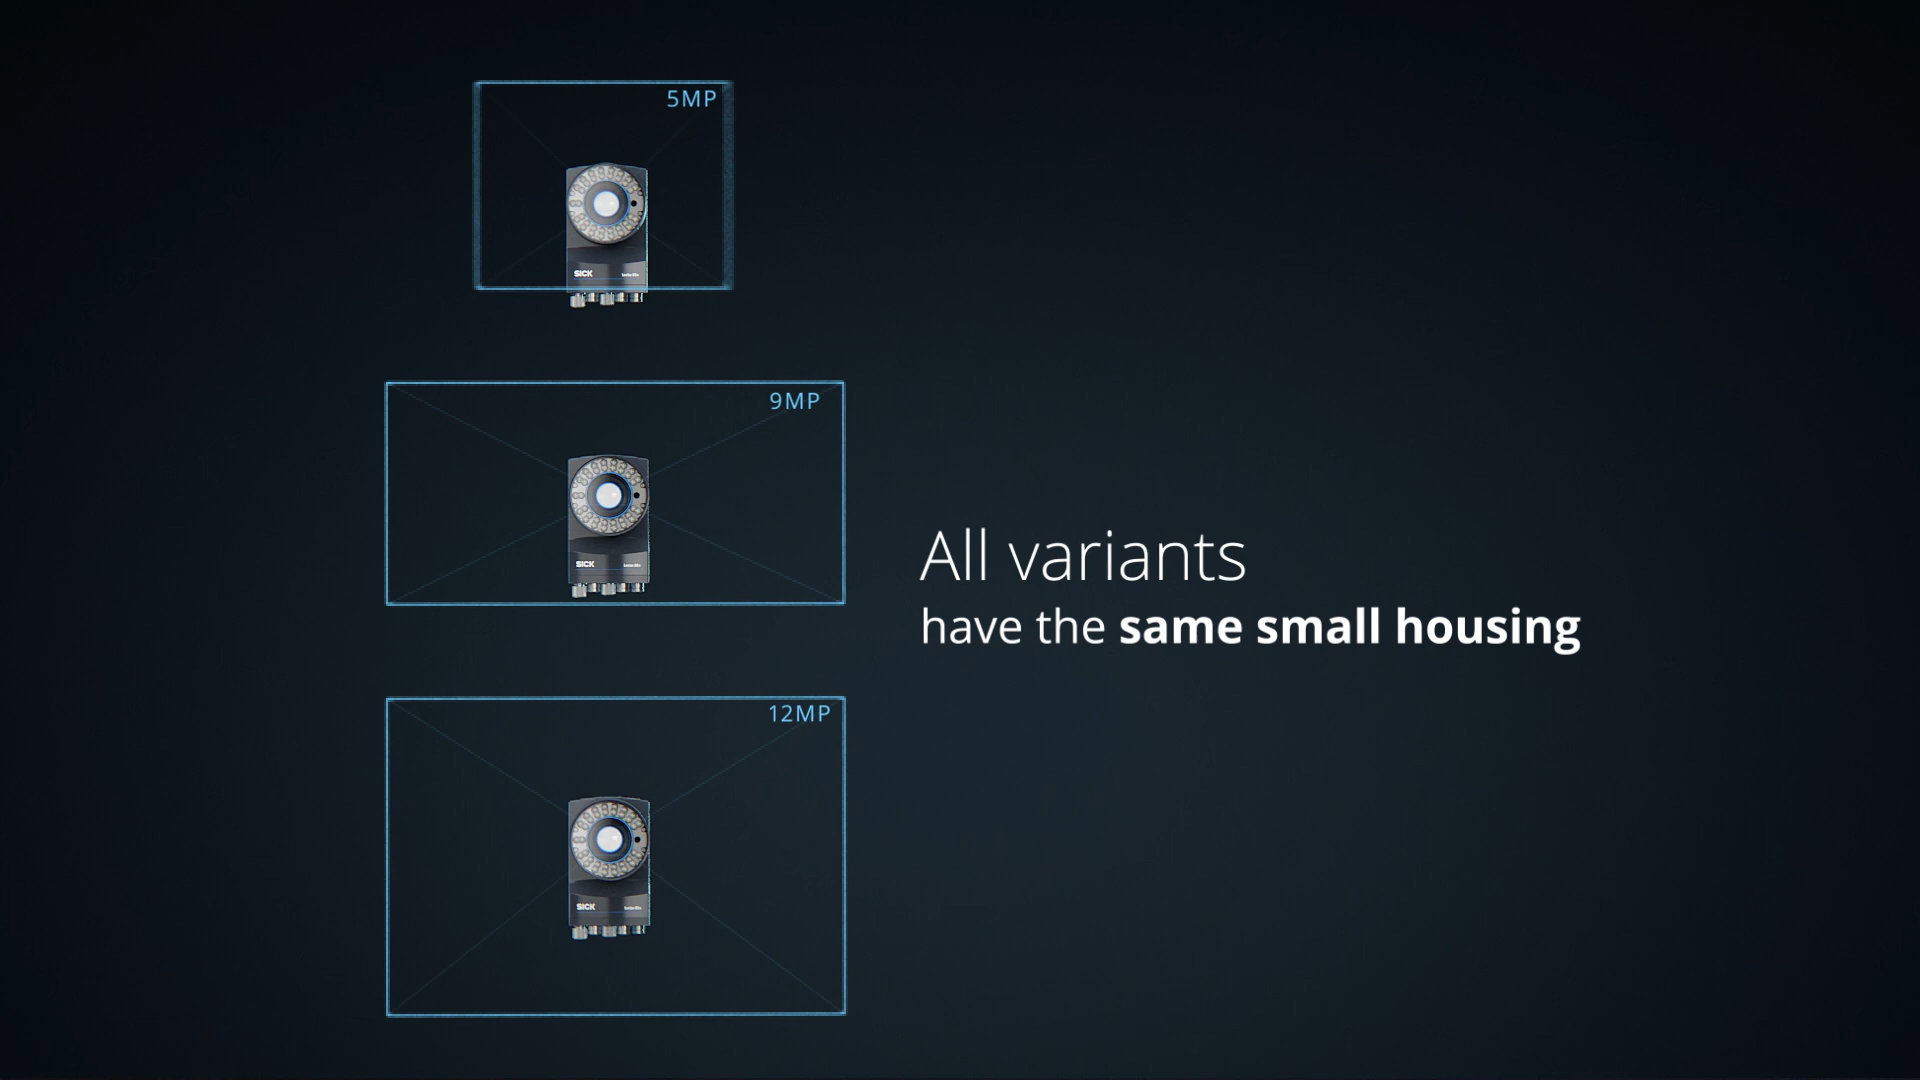 5MP
SICK
9MP
SICK
All variants
have the same small housing
12MP
SICK